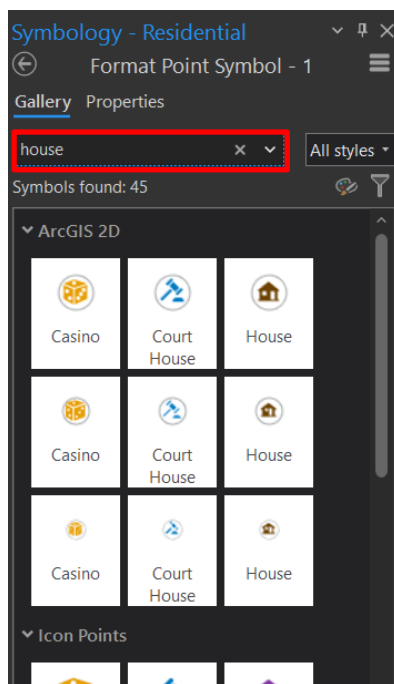 Symbology - Residential
Format Point Symbol - 1
Gallery Properties
house All styles
Symbols found: 45
ArcGIS 2D
Casino Court House House
Casino Court House House
Casino Court House House
Icon Points